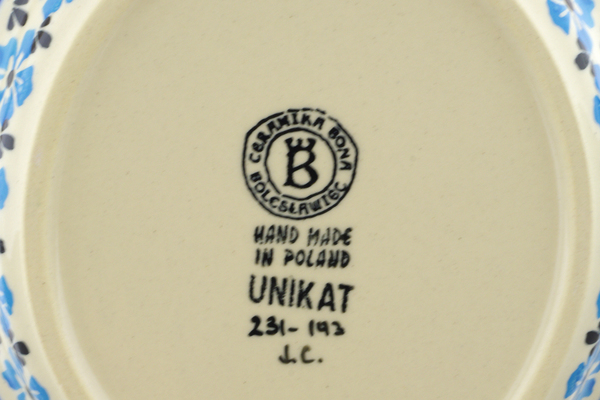 CERAMIKA BONA
BOLESŁAWIEC
B
HAND MADE
IN POLAND
UNIKAT
231-193
J.C.